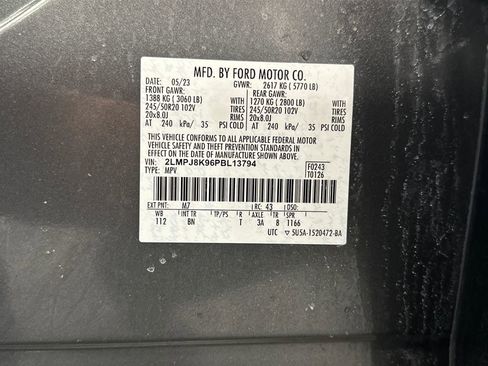 MFD. BY FORD MOTOR CO.
DATE: 05/23 GVWR: 2617 KG ( 5770 LB)
FRONT GAWR: REAR GAWR:
1388 KG ( 3060 LB) WITH 1270 KG ( 2800 LB) WITH
245/50R20 102V TIRES 245/50R20 102V TIRES
20x8.0J RIMS 20x8.0J RIMS
AT 240 kPa/ 35 PSI COLD AT 240 kPa/ 35 PSI COLD
THIS VEHICLE CONFORMS TO ALL APPLICABLE FEDERAL MOTOR
VEHICLE SAFETY AND THEFT PREVENTION STANDARDS IN EFFECT ON
THE DATE OF MANUFACTURE SHOWN ABOVE.
VIN: 2LMPJ8K96PBL13794 F0243
TYPE: MPV T0126
EXT PNT: M7 RC: 43 DSO:
WB INT TR TP/PS R AXLE TR SPR
112 BN T 3A 8 1166
UTC ▽ 5U5A-1520472-BA